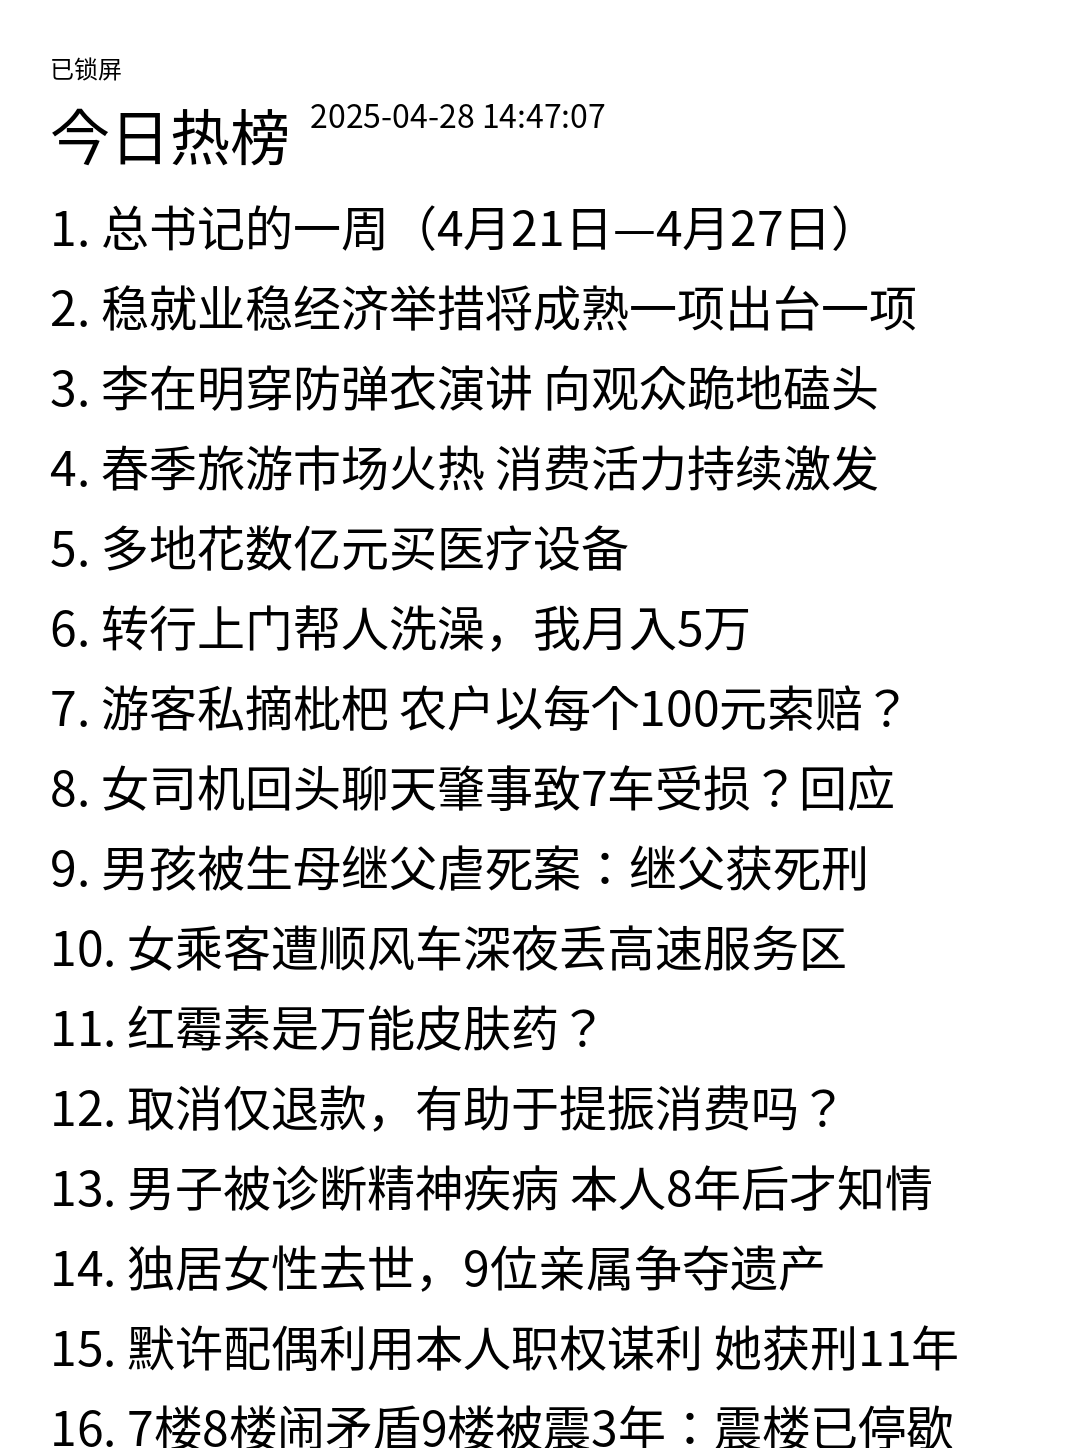 已锁屏
今日热榜 2025-04-28 14:47:07
1. 总书记的一周（4月21日—4月27日）
2. 稳就业稳经济举措将成熟一项出台一项
3. 李在明穿防弹衣演讲 向观众跪地磕头
4. 春季旅游市场火热 消费活力持续激发
5. 多地花数亿元买医疗设备
6. 转行上门帮人洗澡，我月入5万
7. 游客私摘枇杷 农户以每个100元索赔？
8. 女司机回头聊天肇事致7车受损？回应
9. 男孩被生母继父虐死案：继父获死刑
10. 女乘客遭顺风车深夜丢高速服务区
11. 红霉素是万能皮肤药？
12. 取消仅退款，有助于提振消费吗？
13. 男子被诊断精神疾病 本人8年后才知情
14. 独居女性去世，9位亲属争夺遗产
15. 默许配偶利用本人职权谋利 她获刑11年
16. 7楼8楼闹矛盾9楼被震3年：震楼已停歇